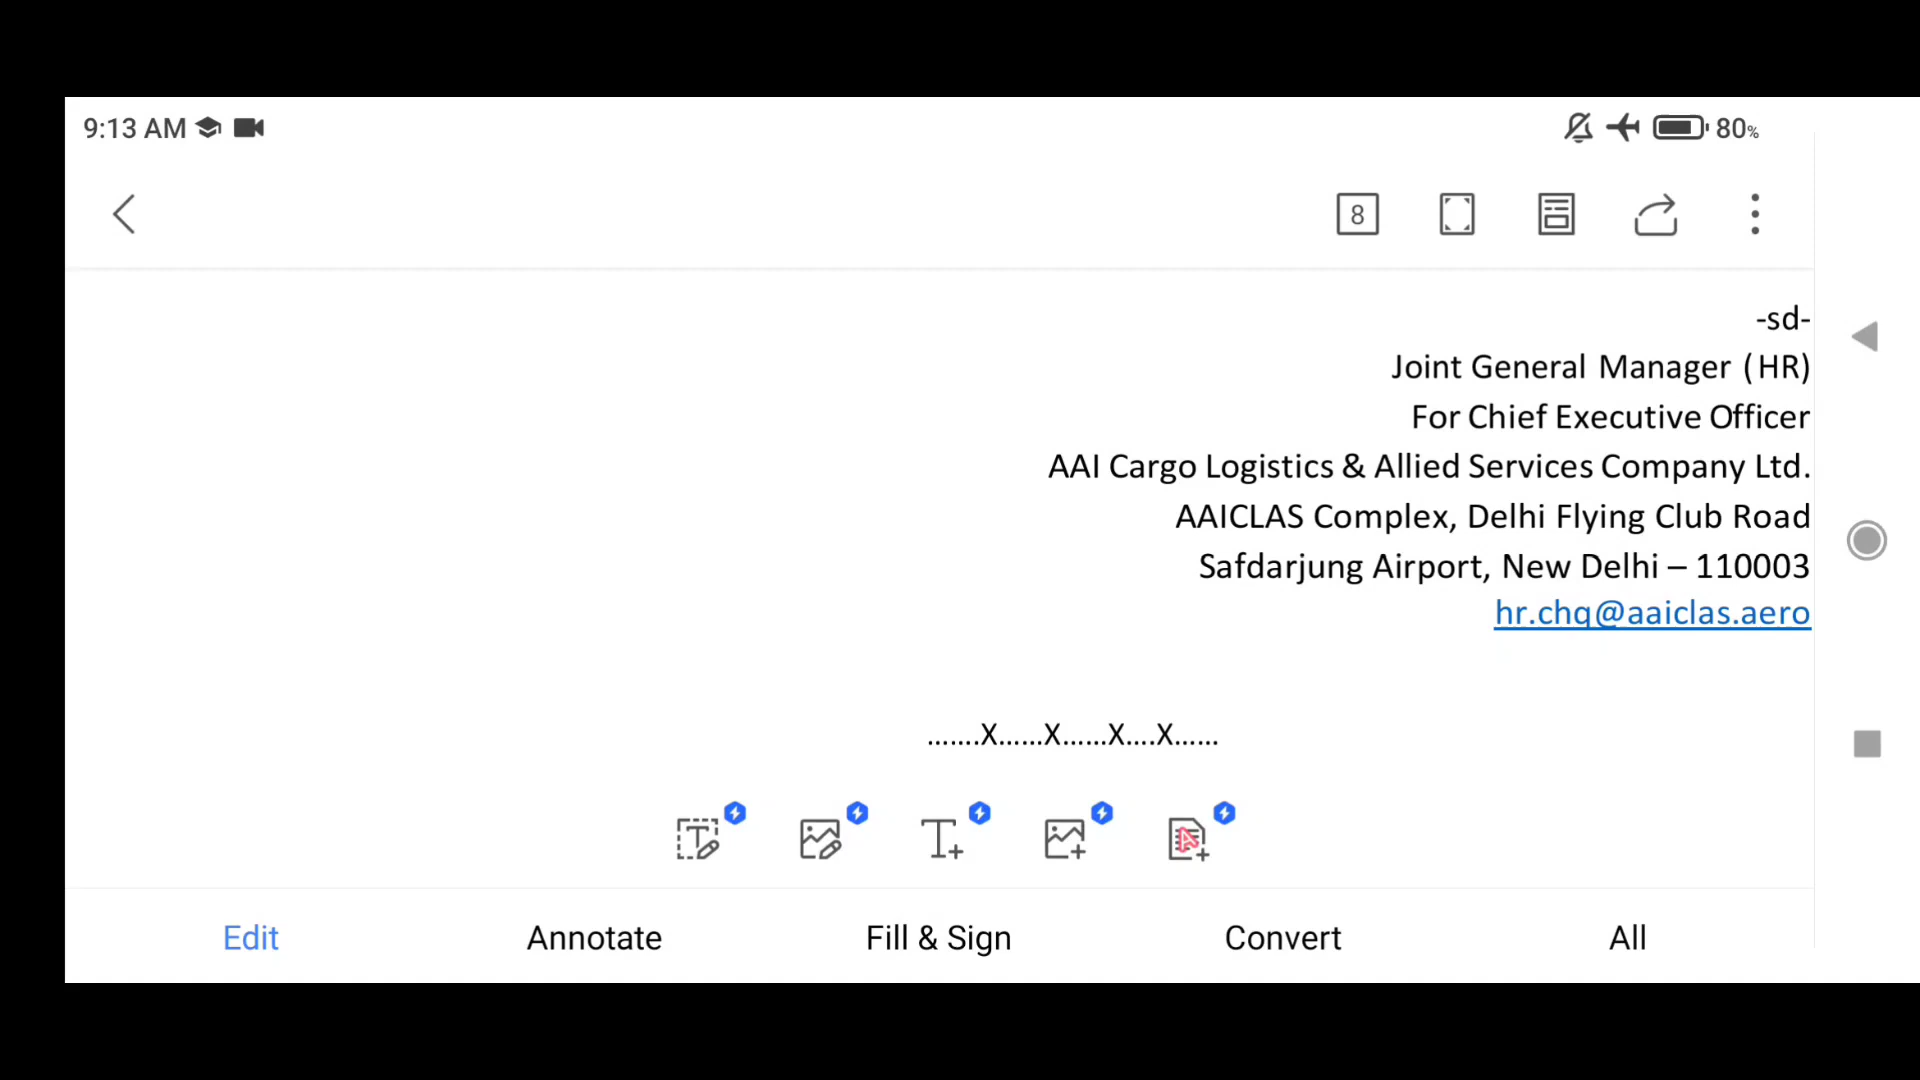 9:13 AM
80%
8
-sd-
Joint General Manager (HR)
For Chief Executive Officer
AAI Cargo Logistics & Allied Services Company Ltd.
AAICLAS Complex, Delhi Flying Club Road
Safdarjung Airport, New Delhi – 110003
hr.chq@aaiclas.aero
.......X......X......X....X......
Edit
Annotate
Fill & Sign
Convert
All